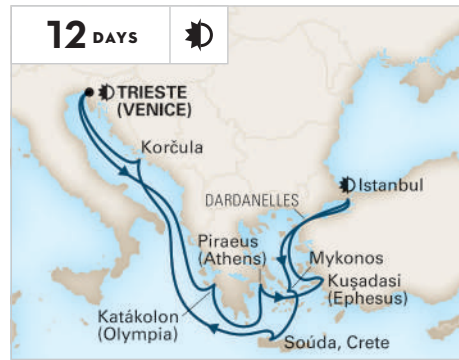 12 DAYS
TRIESTE
(VENICE)
Korčula
Istanbul
DARDANELLES
Piraeus
(Athens)
Mykonos
Kuşadasi
(Ephesus)
Katákolon
(Olympia)
Soúda, Crete